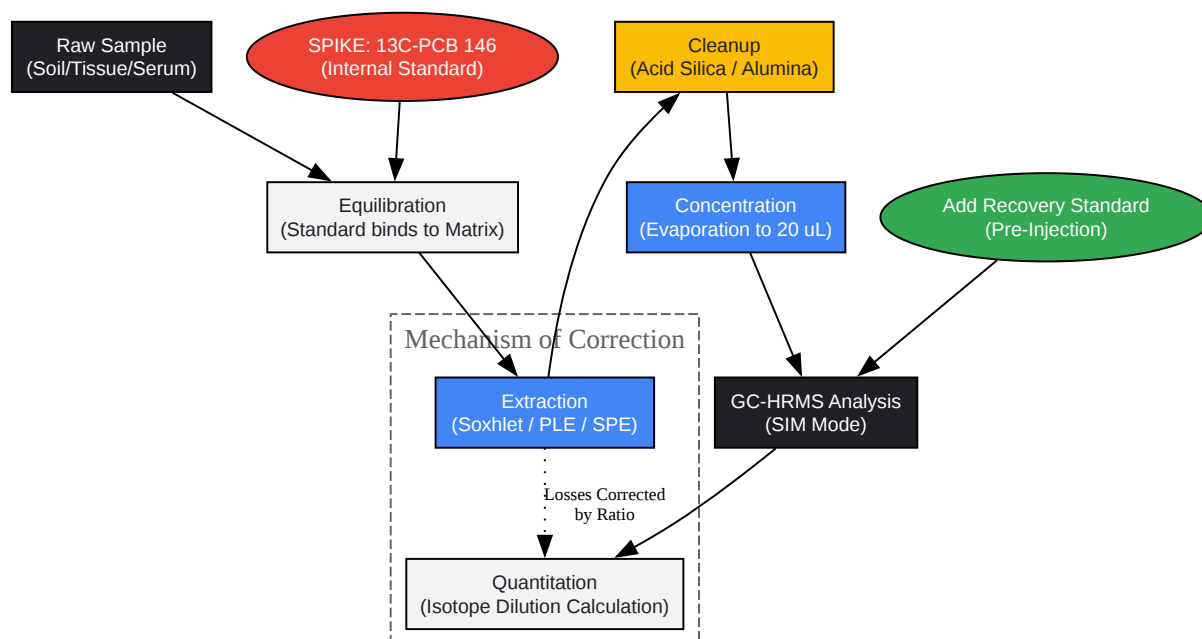 Raw Sample
(Soil/Tissue/Serum)
SPIKE: 13C-PCB 146
(Internal Standard)
Cleanup
(Acid Silica / Alumina)
Equilibration
(Standard binds to Matrix)
Concentration
(Evaporation to 20 uL)
Add Recovery Standard
(Pre-Injection)
Mechanism of Correction
Extraction
(Soxhlet / PLE / SPE)
GC-HRMS Analysis
(SIM Mode)
Losses Corrected
by Ratio
Quantitation
(Isotope Dilution Calculation)